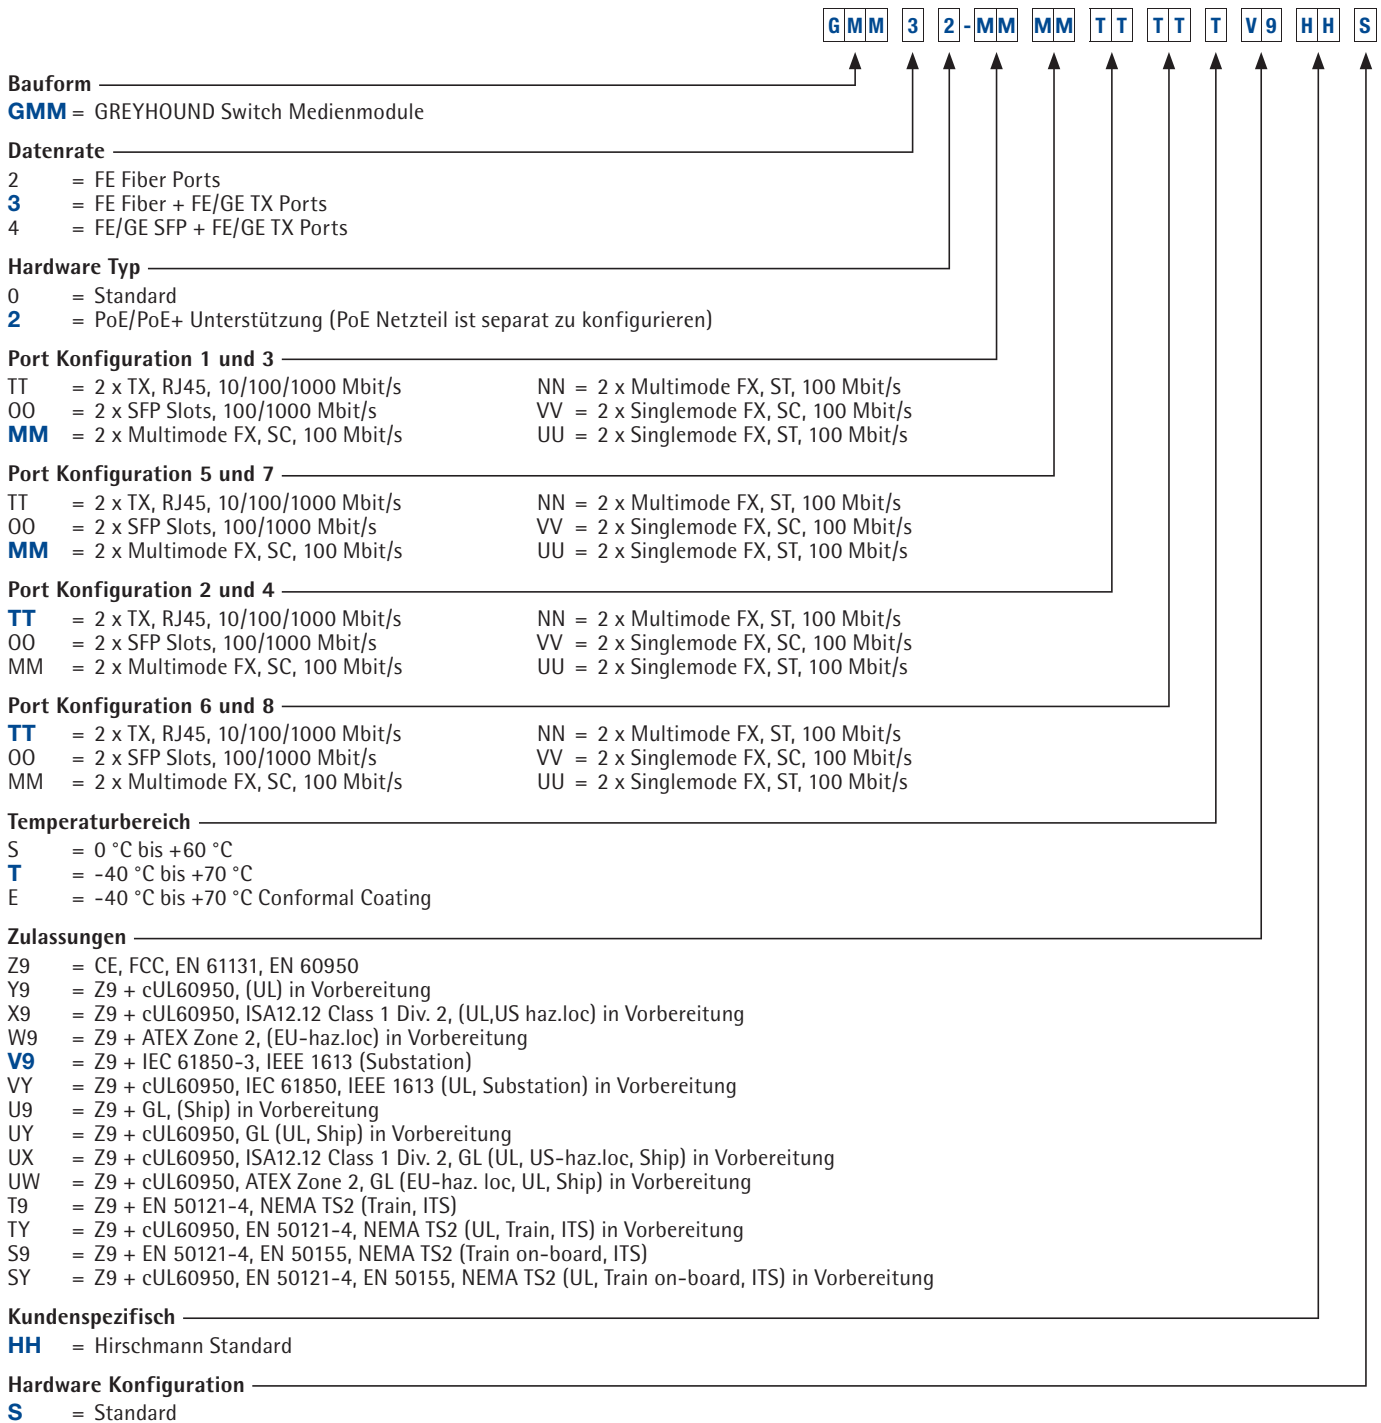 GMM 3 2-MM MM TT TT T V9 HH S
Bauform
GMM = GREYHOUND Switch Medienmodule
Datenrate
2 = FE Fiber Ports
3 = FE Fiber + FE/GE TX Ports
4 = FE/GE SFP + FE/GE TX Ports
Hardware Typ
0 = Standard
2 = PoE/PoE+ Unterstützung (PoE Netzteil ist separat zu konfigurieren)
Port Konfiguration 1 und 3
TT = 2 x TX, RJ45, 10/100/1000 Mbit/s NN = 2 x Multimode FX, ST, 100 Mbit/s
OO = 2 x SFP Slots, 100/1000 Mbit/s VV = 2 x Singlemode FX, SC, 100 Mbit/s
MM = 2 x Multimode FX, SC, 100 Mbit/s UU = 2 x Singlemode FX, ST, 100 Mbit/s
Port Konfiguration 5 und 7
TT = 2 x TX, RJ45, 10/100/1000 Mbit/s NN = 2 x Multimode FX, ST, 100 Mbit/s
OO = 2 x SFP Slots, 100/1000 Mbit/s VV = 2 x Singlemode FX, SC, 100 Mbit/s
MM = 2 x Multimode FX, SC, 100 Mbit/s UU = 2 x Singlemode FX, ST, 100 Mbit/s
Port Konfiguration 2 und 4
TT = 2 x TX, RJ45, 10/100/1000 Mbit/s NN = 2 x Multimode FX, ST, 100 Mbit/s
OO = 2 x SFP Slots, 100/1000 Mbit/s VV = 2 x Singlemode FX, SC, 100 Mbit/s
MM = 2 x Multimode FX, SC, 100 Mbit/s UU = 2 x Singlemode FX, ST, 100 Mbit/s
Port Konfiguration 6 und 8
TT = 2 x TX, RJ45, 10/100/1000 Mbit/s NN = 2 x Multimode FX, ST, 100 Mbit/s
OO = 2 x SFP Slots, 100/1000 Mbit/s VV = 2 x Singlemode FX, SC, 100 Mbit/s
MM = 2 x Multimode FX, SC, 100 Mbit/s UU = 2 x Singlemode FX, ST, 100 Mbit/s
Temperaturbereich
S = 0 °C bis +60 °C
T = -40 °C bis +70 °C
E = -40 °C bis +70 °C Conformal Coating
Zulassungen
Z9 = CE, FCC, EN 61131, EN 60950
Y9 = Z9 + cUL60950, (UL) in Vorbereitung
X9 = Z9 + cUL60950, ISA12.12 Class 1 Div. 2, (UL,US haz.loc) in Vorbereitung
W9 = Z9 + ATEX Zone 2, (EU-haz.loc) in Vorbereitung
V9 = Z9 + IEC 61850-3, IEEE 1613 (Substation)
VY = Z9 + cUL60950, IEC 61850, IEEE 1613 (UL, Substation) in Vorbereitung
U9 = Z9 + GL, (Ship) in Vorbereitung
UY = Z9 + cUL60950, GL (UL, Ship) in Vorbereitung
UX = Z9 + cUL60950, ISA12.12 Class 1 Div. 2, GL (UL, US-haz.loc, Ship) in Vorbereitung
UW = Z9 + cUL60950, ATEX Zone 2, GL (EU-haz. loc, UL, Ship) in Vorbereitung
T9 = Z9 + EN 50121-4, NEMA TS2 (Train, ITS)
TY = Z9 + cUL60950, EN 50121-4, NEMA TS2 (UL, Train, ITS) in Vorbereitung
S9 = Z9 + EN 50121-4, EN 50155, NEMA TS2 (Train on-board, ITS)
SY = Z9 + cUL60950, EN 50121-4, EN 50155, NEMA TS2 (UL, Train on-board, ITS) in Vorbereitung
Kundenspezifisch
HH = Hirschmann Standard
Hardware Konfiguration
S = Standard